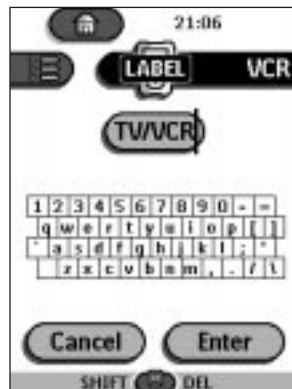 21:06
LABEL VCR
TV/VCR
1 2 3 4 5 6 7 8 9 0 - =
q w e r t y u i o p [ ]
` a s d f g h j k l ; '
z x c v b n m , . / \
Cancel Enter
SHIFT DEL